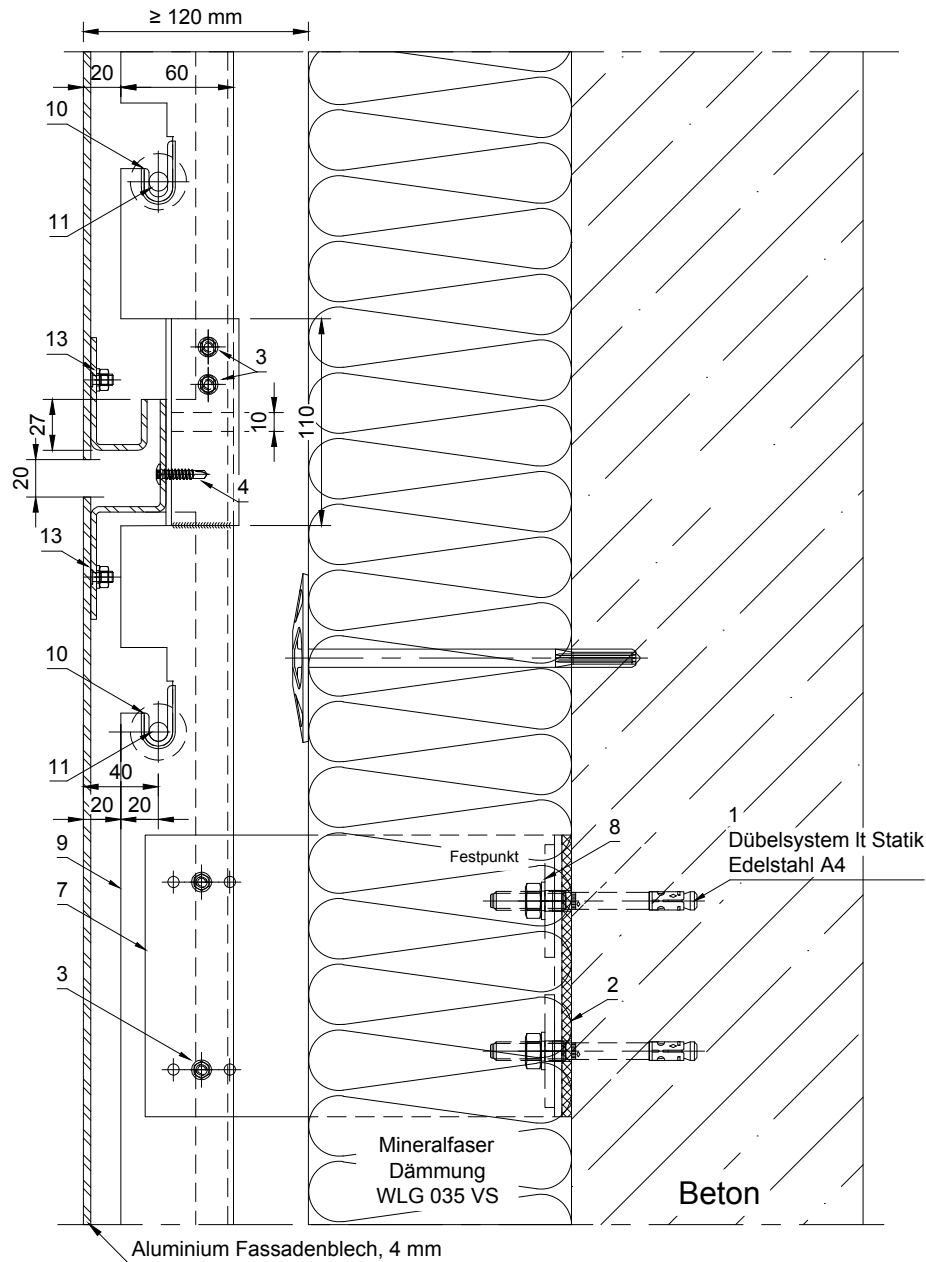 ≥ 120 mm
20
60
10
11
13
3
27
10
110
20
4
13
10
11
40
20
20
1
Dübelsystem lt Statik
Edelstahl A4
8
Festpunkt
9
7
3
2
Mineralfaser
Dämmung
WLG 035 VS
Beton
Aluminium Fassadenblech, 4 mm